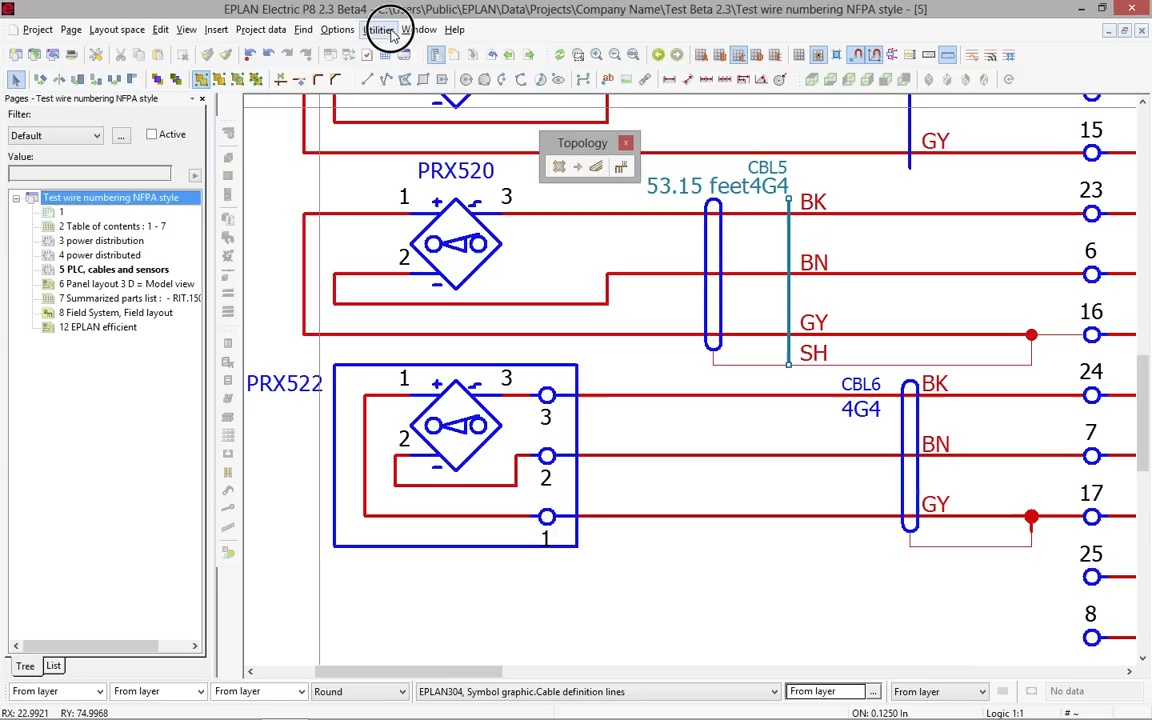 EPLAN Electric P8 2.3 Beta4 - C:\Users\Public\EPLAN\Data\Projects\Company Name\Test Beta 2.3\Test wire numbering NFPA style - [5]
Project Page Layout space Edit View Insert Project data Find Options Utilities Window Help
Pages - Test wire numbering NFPA style
Filter:
Default ... Active
Value:
Test wire numbering NFPA style
1
2 Table of contents : 1 - 7
3 power distribution
4 power distributed
5 PLC, cables and sensors
6 Panel layout 3 D = Model view
7 Summarized parts list : - RIT.150
8 Field System, Field layout
12 EPLAN efficient
Tree List
Topology
GY 15
PRX520
CBL5
53.15 feet4G4
1 3 BK 23
2 BN 6
GY 16
SH
PRX522
1 3 3 CBL6 BK 24
4G4
2 2 BN 7
1 GY 17
25
8
From layer From layer From layer Round EPLAN304, Symbol graphic.Cable definition lines From layer ... From layer No data
RX: 22.9921 RY: 74.9968 ON: 0.1250 In Logic 1:1 # ~